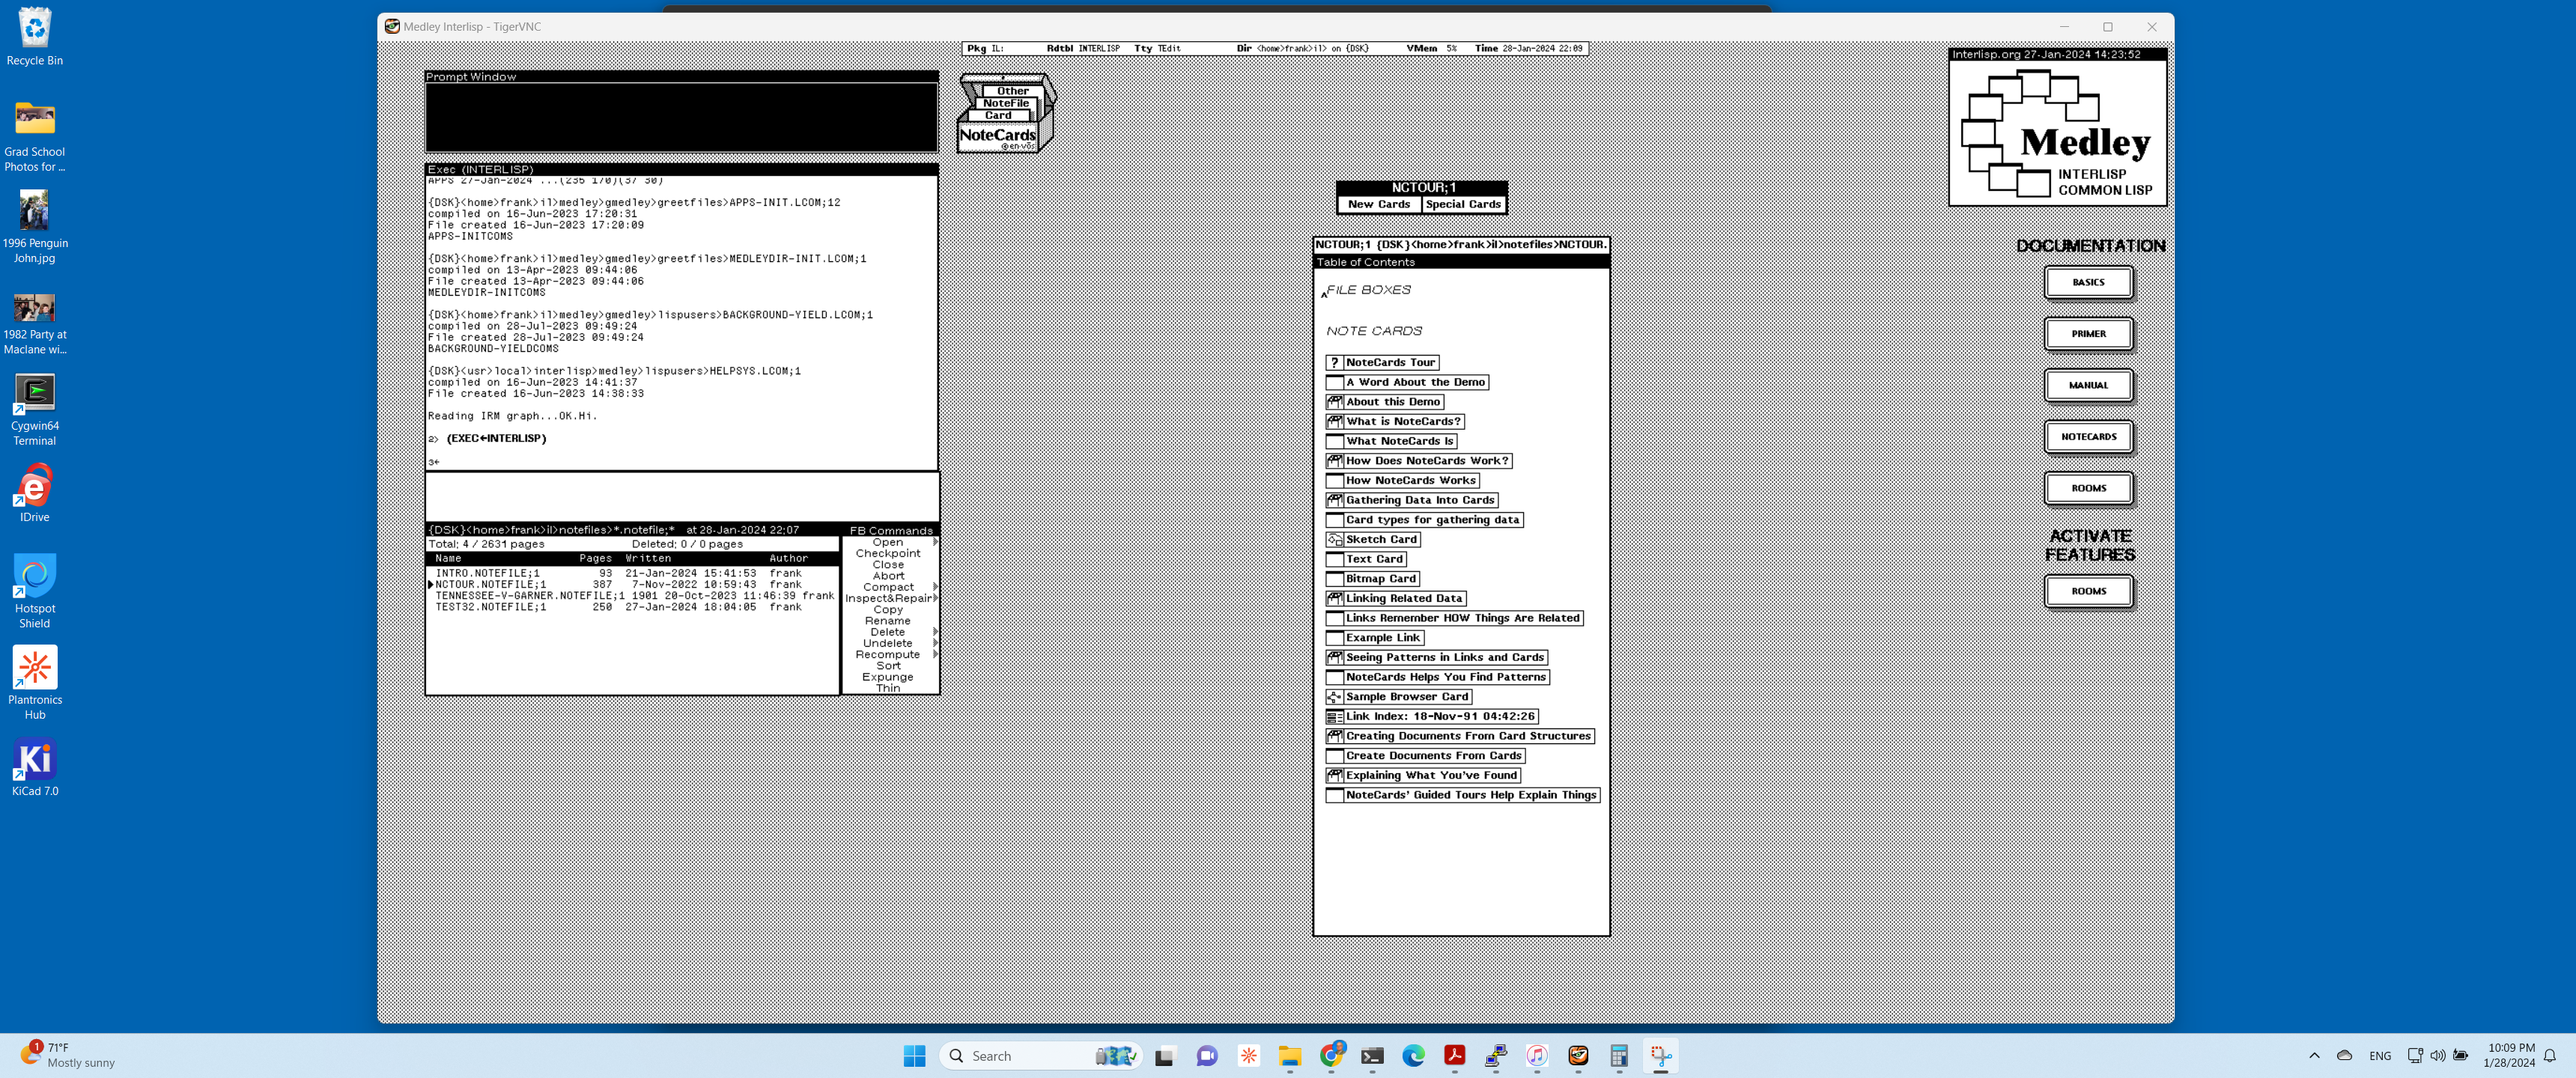 Recycle Bin
Grad School
Photos for ...
1996 Penguin
John.jpg
1982 Party at
Maclane wi...
Cygwin64
Terminal
IDrive
Hotspot
Shield
Plantronics
Hub
KiCad 7.0
Medley Interlisp - TigerVNC
Pkg IL: Rdtbl INTERLISP Tty TEdit Dir <home>frank>il> on {DSK} VMem 5% Time 28-Jan-2024 22:09
Prompt Window
Other
NoteFile
Card
NoteCards
Exec (INTERLISP)
APPS 27-Jan-2024 ...(235 170)(37 30)
{DSK}<home>frank>il>medley>gmedley>greetfiles>APPS-INIT.LCOM;12
compiled on 16-Jun-2023 17:20:31
File created 16-Jun-2023 17:20:09
APPS-INITCOMS
{DSK}<home>frank>il>medley>gmedley>greetfiles>MEDLEYDIR-INIT.LCOM;1
compiled on 13-Apr-2023 09:44:06
File created 13-Apr-2023 09:44:06
MEDLEYDIR-INITCOMS
{DSK}<home>frank>il>medley>gmedley>lispusers>BACKGROUND-YIELD.LCOM;1
compiled on 28-Jul-2023 09:49:24
File created 28-Jul-2023 09:49:24
BACKGROUND-YIELDCOMS
{DSK}<usr>local>interlisp>medley>lispusers>HELPSYS.LCOM;1
compiled on 16-Jun-2023 14:41:37
File created 16-Jun-2023 14:38:33
Reading IRM graph...OK.Hi.
2> (EXEC←INTERLISP)
3←
{DSK}<home>frank>il>notefiles>*.notefile;* at 28-Jan-2024 22:07
Total: 4 / 2631 pages Deleted: 0 / 0 pages
Name Pages Written Author
INTRO.NOTEFILE;1 93 21-Jan-2024 15:41:53 frank
NCTOUR.NOTEFILE;1 387 7-Nov-2022 10:59:43 frank
TENNESSEE-V-GARNER.NOTEFILE;1 1901 20-Oct-2023 11:46:39 frank
TEST32.NOTEFILE;1 250 27-Jan-2024 18:04:05 frank
FB Commands
Open
Checkpoint
Close
Abort
Compact
Inspect&Repair
Copy
Rename
Delete
Undelete
Recompute
Sort
Expunge
Thin
NCTOUR;1
New Cards Special Cards
NCTOUR;1 {DSK}<home>frank>il>notefiles>NCTOUR.
Table of Contents
FILE BOXES
NOTE CARDS
? NoteCards Tour
A Word About the Demo
About this Demo
What is NoteCards?
What NoteCards Is
How Does NoteCards Work?
How NoteCards Works
Gathering Data Into Cards
Card types for gathering data
Sketch Card
Text Card
Bitmap Card
Linking Related Data
Links Remember HOW Things Are Related
Example Link
Seeing Patterns in Links and Cards
NoteCards Helps You Find Patterns
Sample Browser Card
Link Index: 18-Nov-91 04:42:26
Creating Documents From Card Structures
Create Documents From Cards
Explaining What You've Found
NoteCards' Guided Tours Help Explain Things
Interlisp.org 27-Jan-2024 14:23:52
Medley
INTERLISP
COMMON LISP
DOCUMENTATION
BASICS
PRIMER
MANUAL
NOTECARDS
ROOMS
ACTIVATE
FEATURES
ROOMS
1
71°F
Mostly sunny
Search
ENG
10:09 PM
1/28/2024